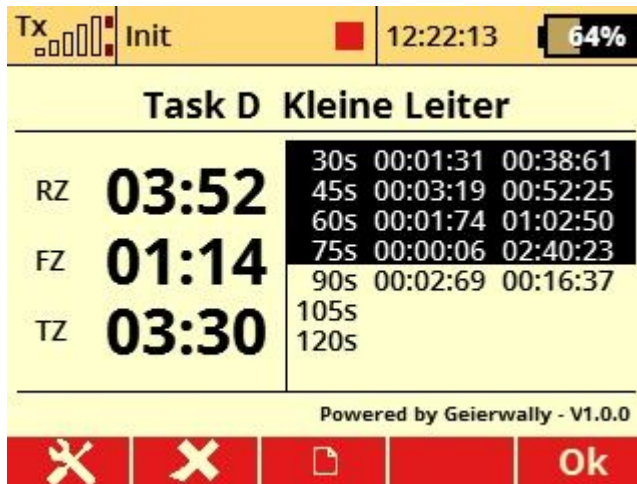 Tx Init 12:22:13 64%
Task D Kleine Leiter
RZ 03:52
FZ 01:14
TZ 03:30
30s 00:01:31 00:38:61
45s 00:03:19 00:52:25
60s 00:01:74 01:02:50
75s 00:00:06 02:40:23
90s 00:02:69 00:16:37
105s
120s
Powered by Geierwally - V1.0.0
Ok